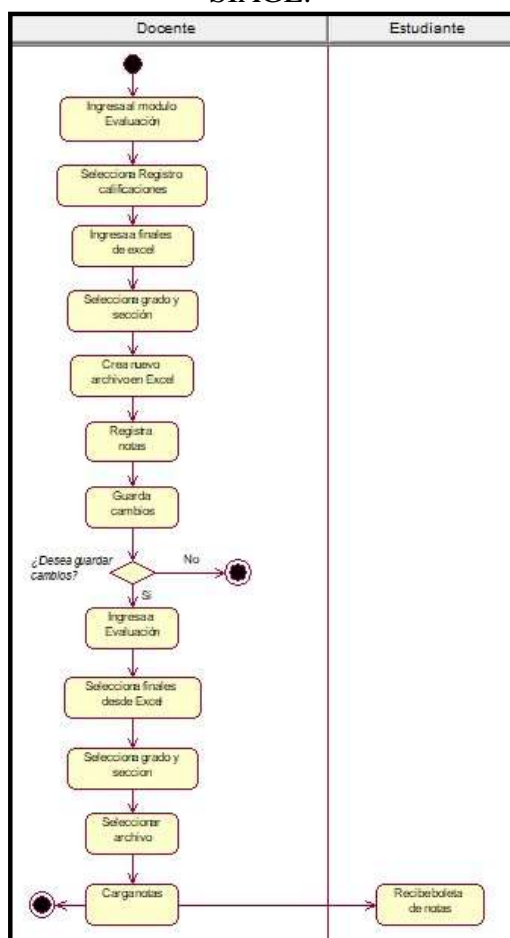 SIAGE.
Docente
Estudiante
Ingresa al modulo
Evaluación
Selecciona Registro
calificaciones
Ingresa a finales
de excel
Selecciona grado y
sección
Crea nuevo
archivo en Excel
Registra
notas
Guarda
cambios
¿Desea guardar
cambios?
No
Si
Ingresa a
Evaluación
Selecciona finales
desde Excel
Selecciona grado y
seccion
Seleccionar
archivo
Carga notas
Recibe boleta
de notas